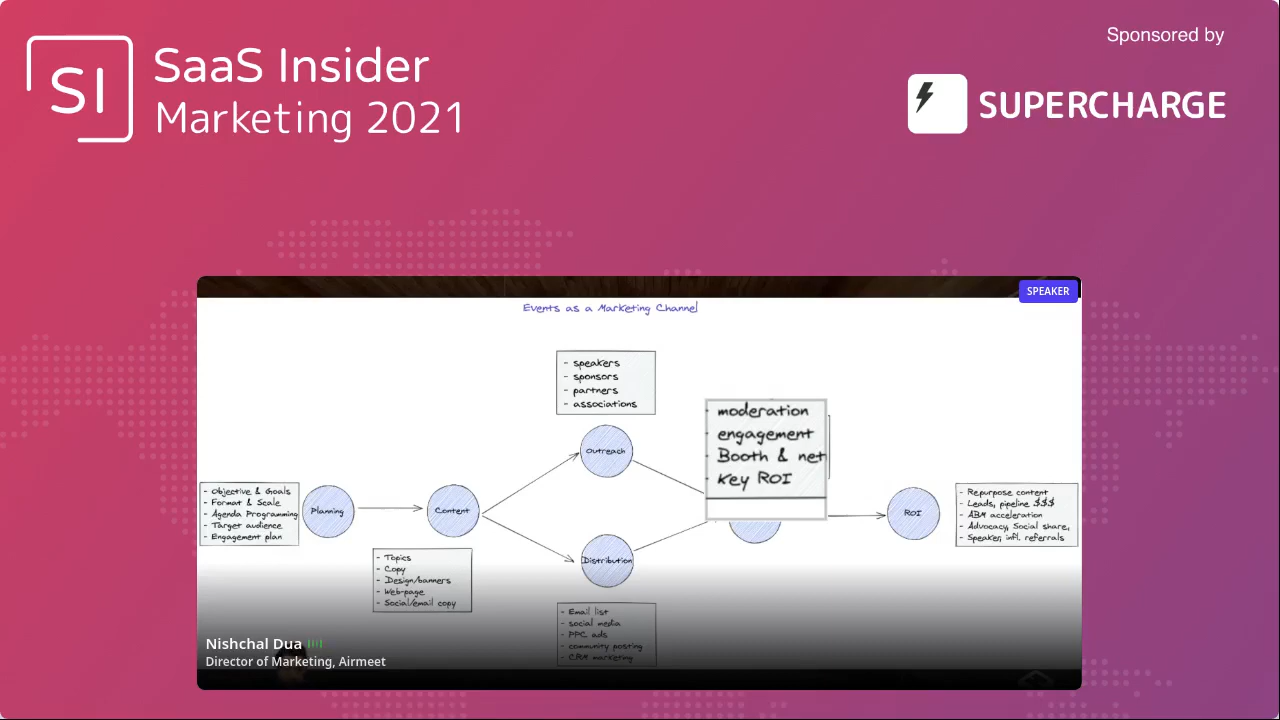 Sponsored by
SI
SaaS Insider
Marketing 2021
SUPERCHARGE
SPEAKER
Events as a Marketing Channel
- speakers
- sponsors
- partners
- associations
- moderation
- engagement
- Booth & net
- Key ROI
Outreach
- Objective & Goals
- Format & Scale
- Agenda Programming
- Target audience
- Engagement plan
Planning
Content
ROI
- Repurpose content
- Leads, pipeline $$$
- ABM acceleration
- Advocacy, Social share,
- Speaker, infl. referrals
- Topics
- Copy
- Design/banners
- Web-page
- Social/email copy
Distribution
- Email list
- social media
- PPC ads
- community posting
- CRM marketing
Nishchal Dua
Director of Marketing, Airmeet